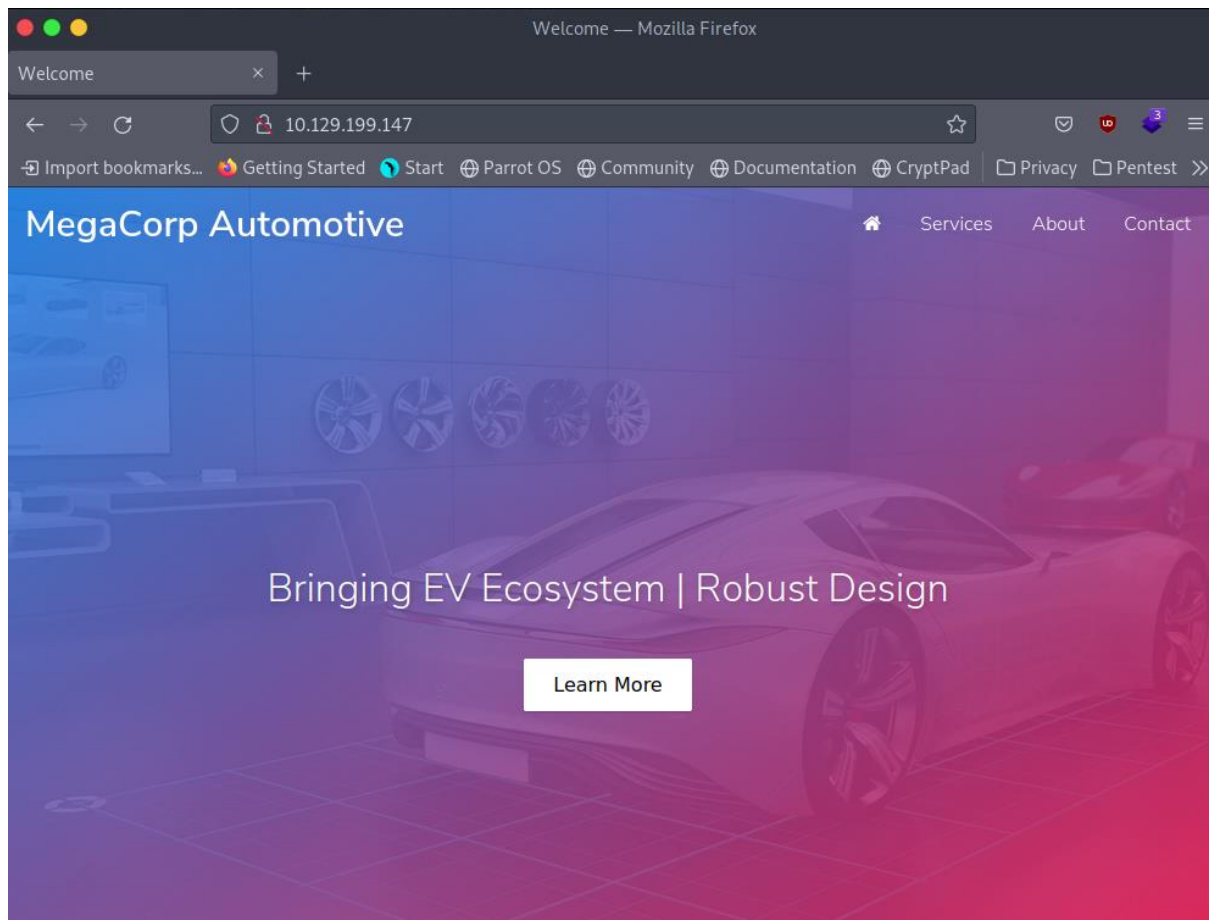 Welcome — Mozilla Firefox
Welcome
10.129.199.147
3
Import bookmarks... Getting Started Start Parrot OS Community Documentation CryptPad Privacy Pentest
MegaCorp Automotive
Services About Contact
Bringing EV Ecosystem | Robust Design
Learn More